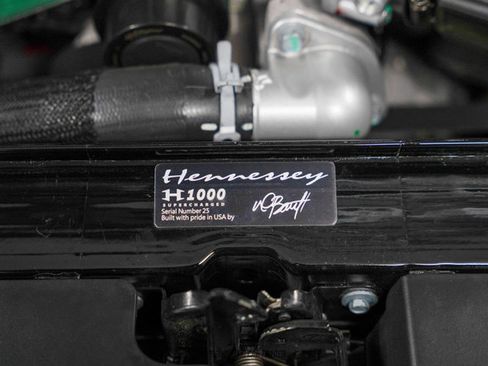 Hennessey
H1000
SUPERCHARGED
Serial Number 25
Built with pride in USA by